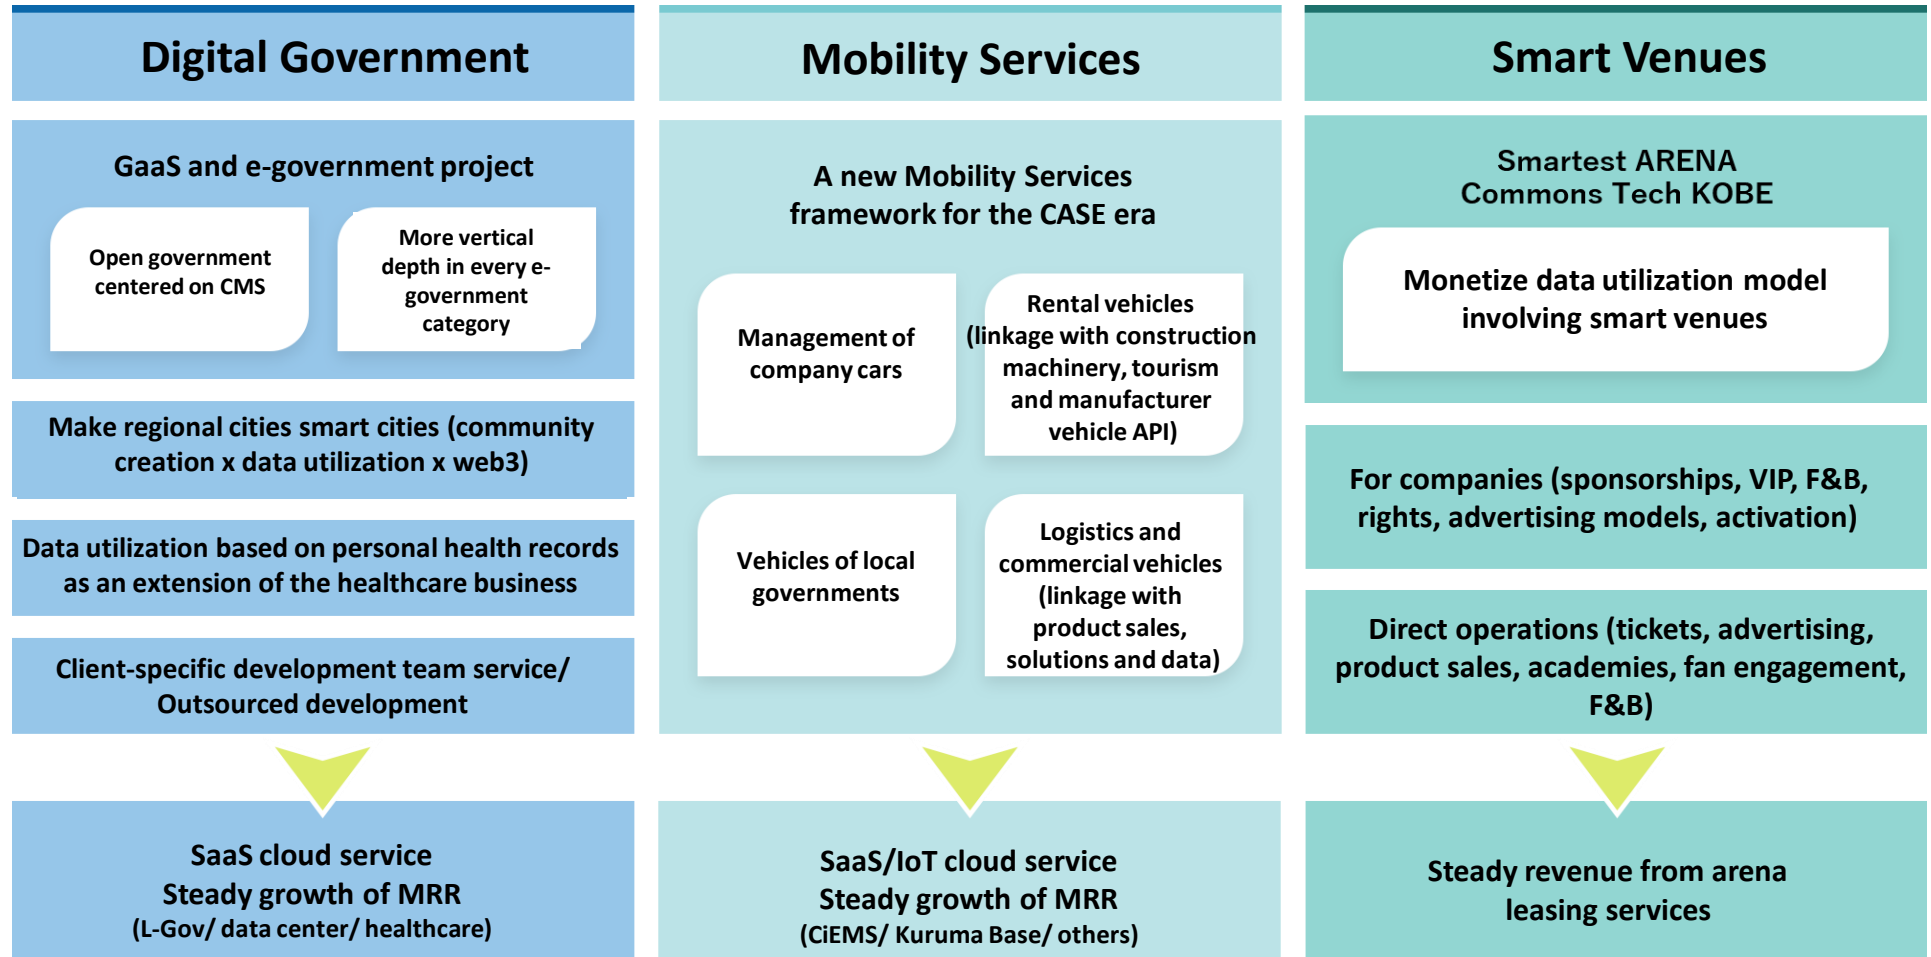 Digital Government
GaaS and e-government project
Open government
centered on CMS
More vertical
depth in every e-
government
category
Make regional cities smart cities (community
creation x data utilization x web3)
Data utilization based on personal health records
as an extension of the healthcare business
Client-specific development team service/
Outsourced development
SaaS cloud service
Steady growth of MRR
(L-Gov/ data center/ healthcare)
Mobility Services
A new Mobility Services
framework for the CASE era
Management of
company cars
Rental vehicles
(linkage with construction
machinery, tourism
and manufacturer
vehicle API)
Vehicles of local
governments
Logistics and
commercial vehicles
(linkage with
product sales,
solutions and data)
SaaS/IoT cloud service
Steady growth of MRR
(CiEMS/ Kuruma Base/ others)
Smart Venues
Smartest ARENA
Commons Tech KOBE
Monetize data utilization model
involving smart venues
For companies (sponsorships, VIP, F&B,
rights, advertising models, activation)
Direct operations (tickets, advertising,
product sales, academies, fan engagement,
F&B)
Steady revenue from arena
leasing services